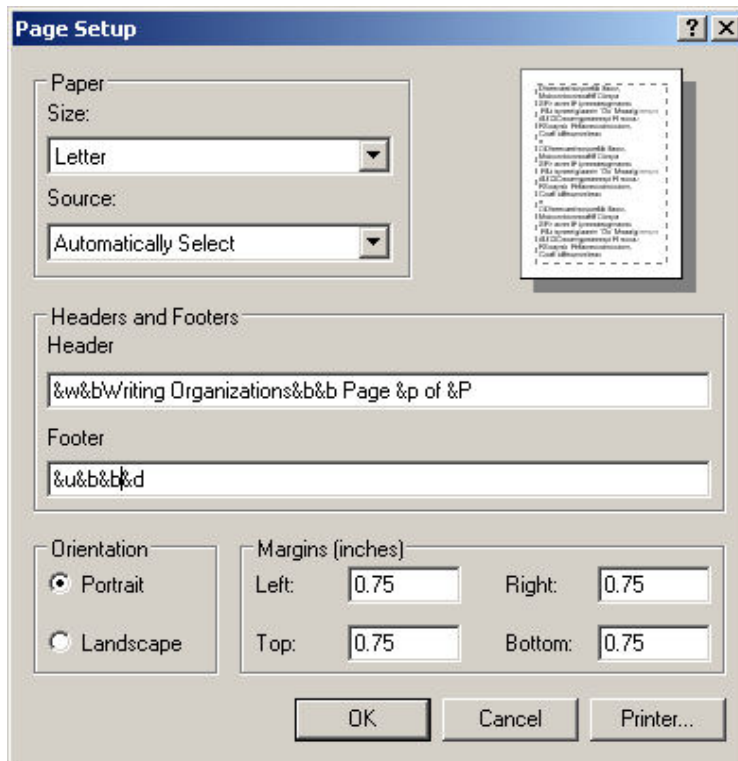 Page Setup
Paper
Size:
Letter
Source:
Automatically Select
Headers and Footers
Header
&w&bWriting Organizations&b&b Page &p of &P
Footer
&u&b&b&d
Orientation
Portrait
Landscape
Margins (inches)
Left: 0.75 Right: 0.75
Top: 0.75 Bottom: 0.75
OK Cancel Printer...